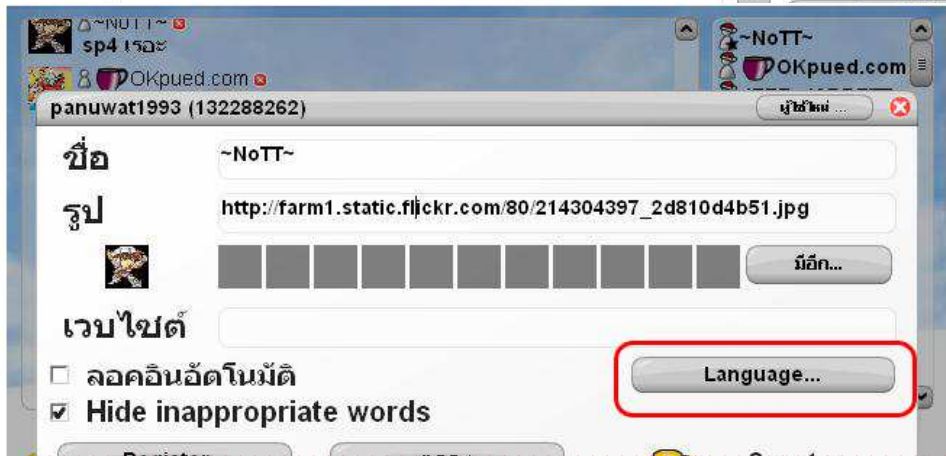 ~NoTT~
sp4 เรอะ
OKpued.com
~NoTT~
OKpued.com
panuwat1993 (132288262)
ผู้ใช้ใหม่ ...
ชื่อ
~NoTT~
รูป
http://farm1.static.flickr.com/80/214304397_2d810d4b51.jpg
มีอีก...
เวบไซต์
ลอคอินอัตโนมัติ
Language...
Hide inappropriate words